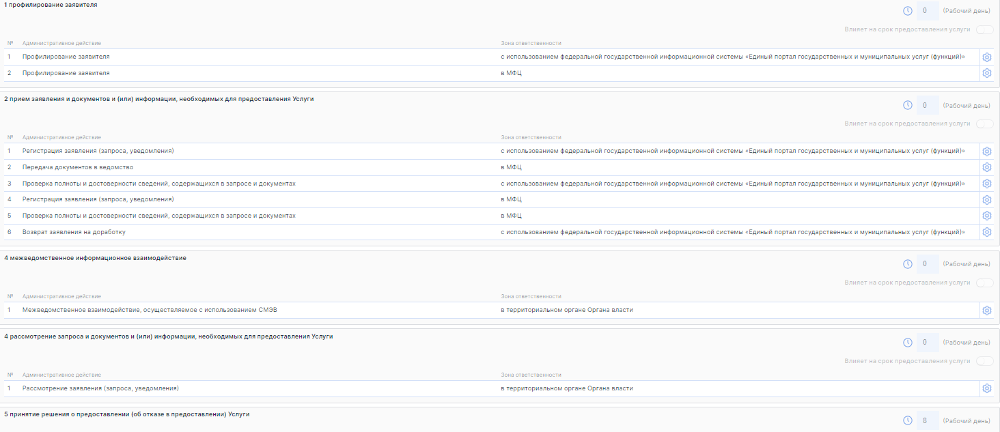 1 профилирование заявителя
0 (Рабочий день)
Влияет на срок предоставления услуги
№ Административное действие Зона ответственности
1 Профилирование заявителя с использованием федеральной государственной информационной системы «Единый портал государственных и муниципальных услуг (функций)»
2 Профилирование заявителя в МФЦ
2 прием заявления и документов и (или) информации, необходимых для предоставления Услуги
0 (Рабочий день)
Влияет на срок предоставления услуги
№ Административное действие Зона ответственности
1 Регистрация заявления (запроса, уведомления) с использованием федеральной государственной информационной системы «Единый портал государственных и муниципальных услуг (функций)»
2 Передача документов в ведомство в МФЦ
3 Проверка полноты и достоверности сведений, содержащихся в запросе и документах с использованием федеральной государственной информационной системы «Единый портал государственных и муниципальных услуг (функций)»
4 Регистрация заявления (запроса, уведомления) в МФЦ
5 Проверка полноты и достоверности сведений, содержащихся в запросе и документах в МФЦ
6 Возврат заявления на доработку с использованием федеральной государственной информационной системы «Единый портал государственных и муниципальных услуг (функций)»
4 межведомственное информационное взаимодействие
0 (Рабочий день)
Влияет на срок предоставления услуги
№ Административное действие Зона ответственности
1 Межведомственное взаимодействие, осуществляемое с использованием СМЭВ в территориальном органе Органа власти
4 рассмотрение запроса и документов и (или) информации, необходимых для предоставления Услуги
0 (Рабочий день)
Влияет на срок предоставления услуги
№ Административное действие Зона ответственности
1 Рассмотрение заявления (запроса, уведомления) в территориальном органе Органа власти
5 принятие решения о предоставлении (об отказе в предоставлении) Услуги
8 (Рабочий день)